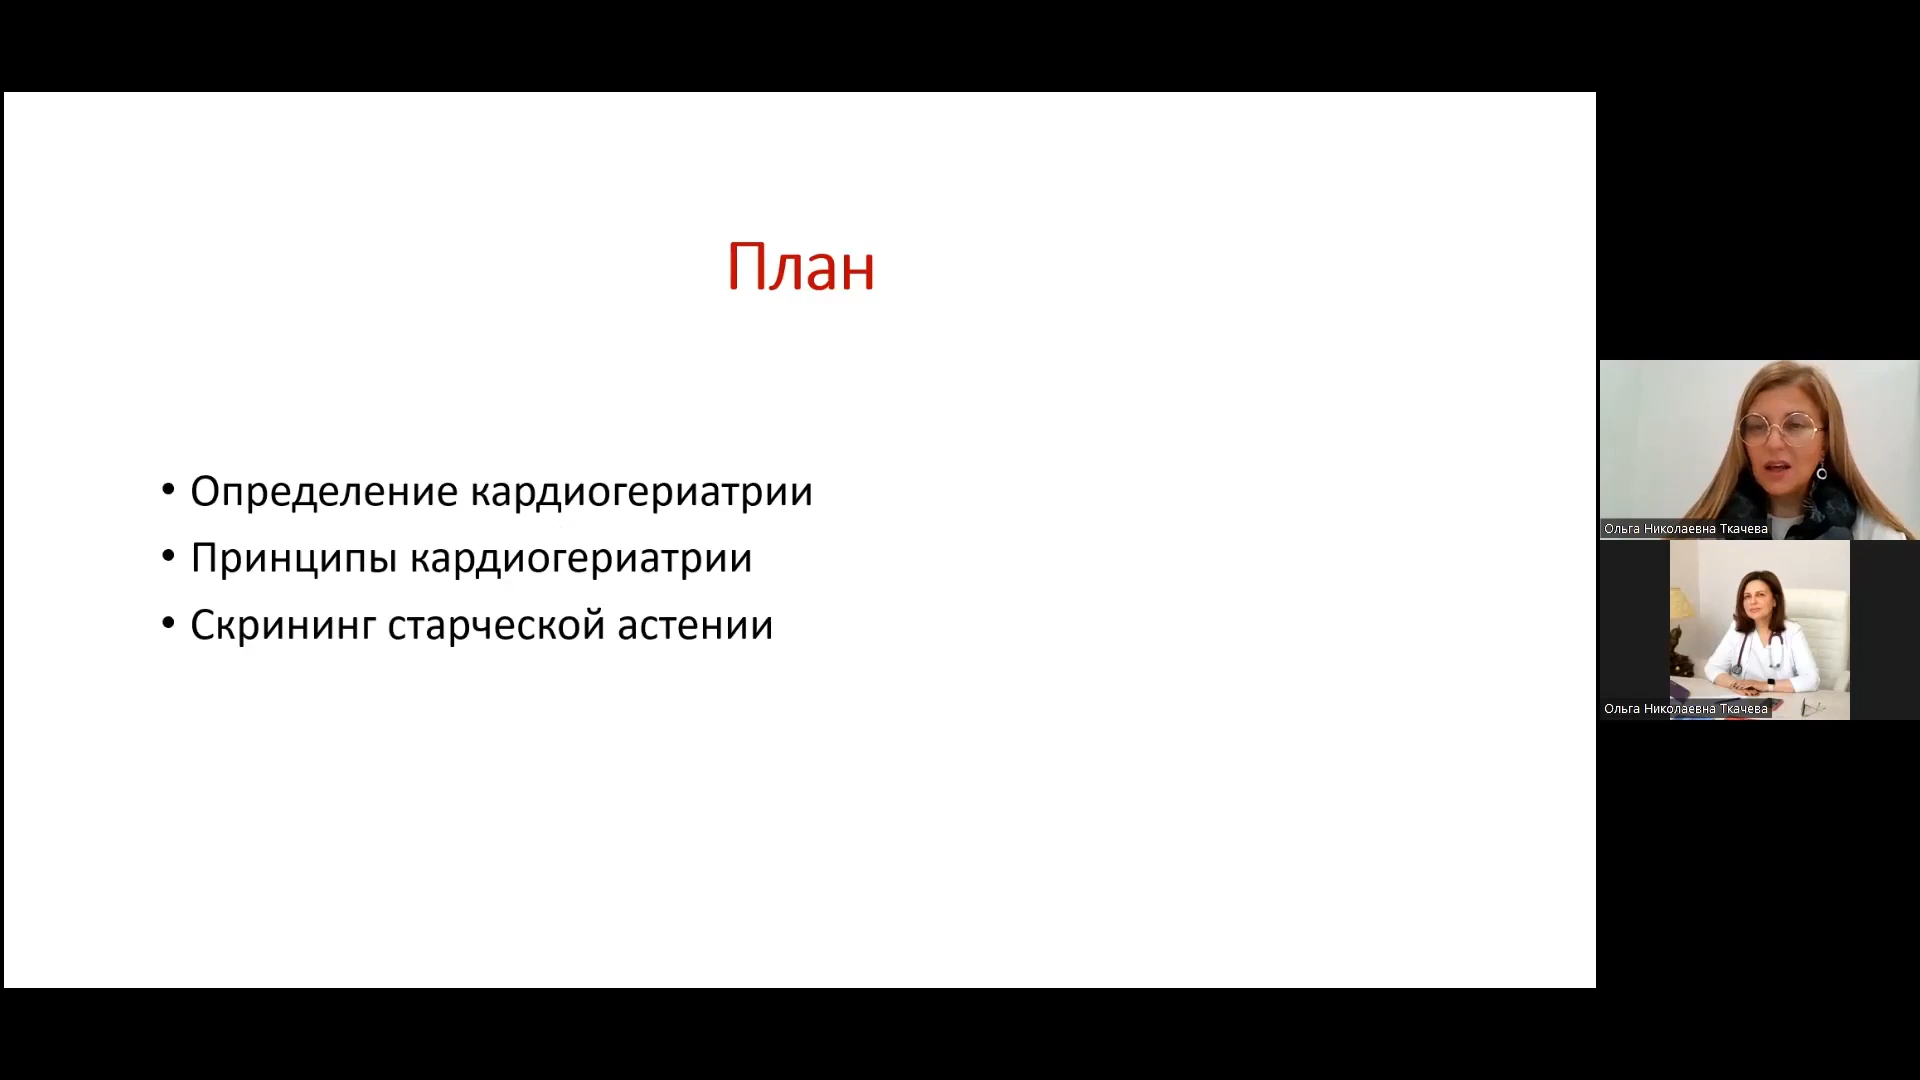 План
• Определение кардиогериатрии
• Принципы кардиогериатрии
• Скрининг старческой астении
Ольга Николаевна Ткачева
Ольга Николаевна Ткачева